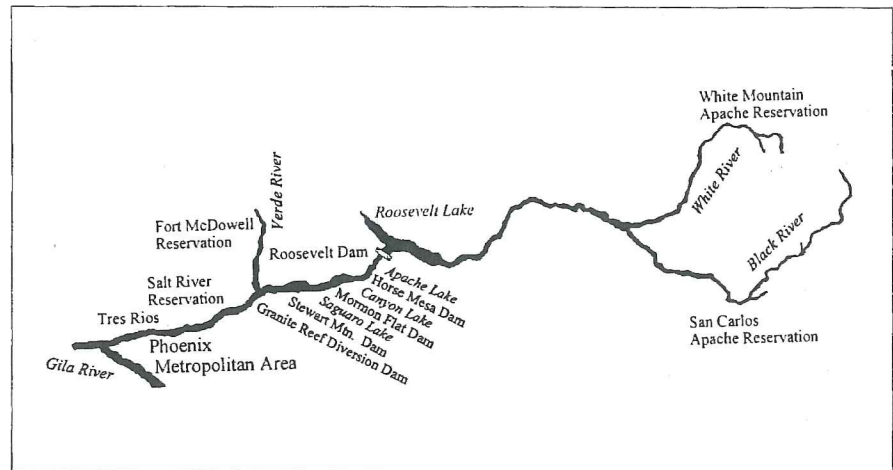 White Mountain
Apache Reservation
White River
Black River
San Carlos
Apache Reservation
Verde River
Fort McDowell
Reservation
Roosevelt Lake
Roosevelt Dam
Salt River
Reservation
Tres Rios
Phoenix
Metropolitan Area
Gila River
Apache Lake
Horse Mesa Dam
Canyon Lake
Mormon Flat Dam
Saguaro Lake
Stewart Mtn. Dam
Granite Reef Diversion Dam